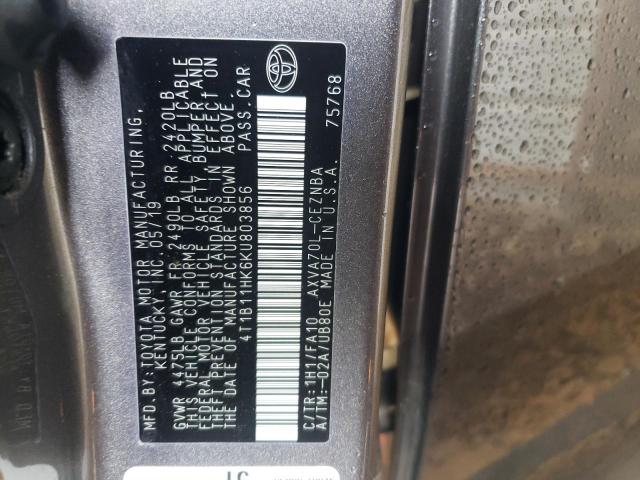 MFD.BY:TOYOTA MOTOR MANUFACTURING,
KENTUCKY, INC. 09/19
GVWR 4475LB GAWR FR 2490LB RR 2420LB
THIS VEHICLE CONFORMS TO ALL APPLICABLE
FEDERAL MOTOR VEHICLE SAFETY, BUMPER AND
THEFT PREVENTION STANDARDS IN EFFECT ON
THE DATE OF MANUFACTURE SHOWN ABOVE.
4T1B11HK6KU803856 PASS.CAR
C/TR:1H1/FA10 AXVA70L-CEZNBA
A/TM:-02A/UB80E MADE IN U.S.A. 75768